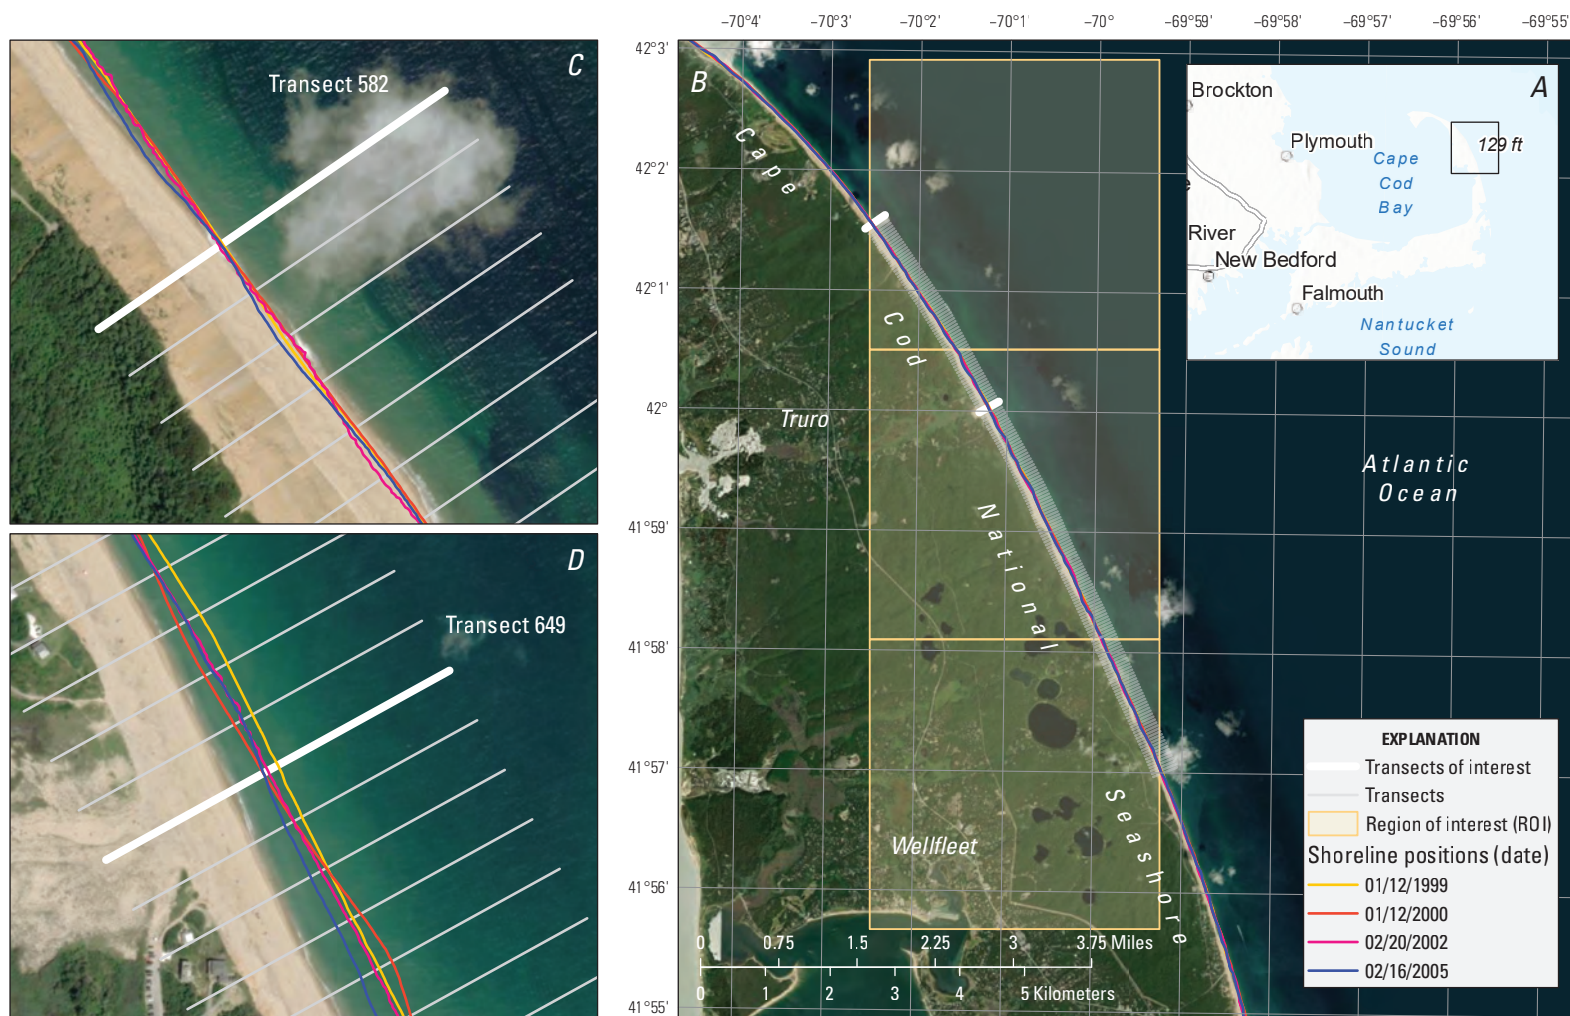 −70°4'
−70°3'
−70°2'
−70°1'
−70°
−69°59'
−69°58'
−69°57'
−69°56'
−69°55'
C
Transect 582
D
Transect 649
B
42°3'
42°2'
42°1'
42°
41°59'
41°58'
41°57'
41°56'
41°55'
Cape
Cod
National
Seashore
Truro
Wellfleet
Atlantic
Ocean
0 0.75 1.5 2.25 3 3.75 Miles
0 1 2 3 4 5 Kilometers
A
Brockton
Plymouth
Cape
Cod
Bay
129 ft
e
River
New Bedford
Falmouth
Nantucket
Sound
EXPLANATION
Transects of interest
Transects
Region of interest (ROI)
Shoreline positions (date)
01/12/1999
01/12/2000
02/20/2002
02/16/2005